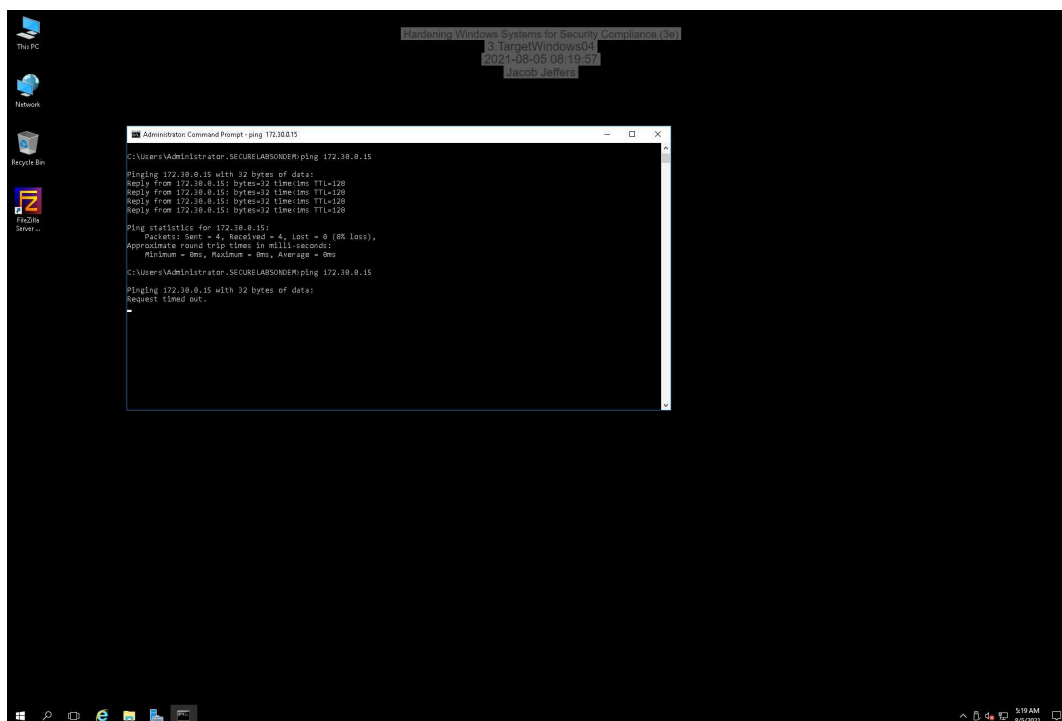 This PC
Network
Recycle Bin
FileZilla
Server ...
Hardening Windows Systems for Security Compliance (3e)
3.TargetWindows04
2021-08-05 08:19:57
Jacob Jeffers
Administrator: Command Prompt - ping 172.30.0.15
C:\Users\Administrator.SECURELABSONDEM>ping 172.30.0.15
Pinging 172.30.0.15 with 32 bytes of data:
Reply from 172.30.0.15: bytes=32 time<1ms TTL=128
Reply from 172.30.0.15: bytes=32 time<1ms TTL=128
Reply from 172.30.0.15: bytes=32 time<1ms TTL=128
Reply from 172.30.0.15: bytes=32 time<1ms TTL=128
Ping statistics for 172.30.0.15:
Packets: Sent = 4, Received = 4, Lost = 0 (0% loss),
Approximate round trip times in milli-seconds:
Minimum = 0ms, Maximum = 0ms, Average = 0ms
C:\Users\Administrator.SECURELABSONDEM>ping 172.30.0.15
Pinging 172.30.0.15 with 32 bytes of data:
Request timed out.
5:19 AM
8/5/2021